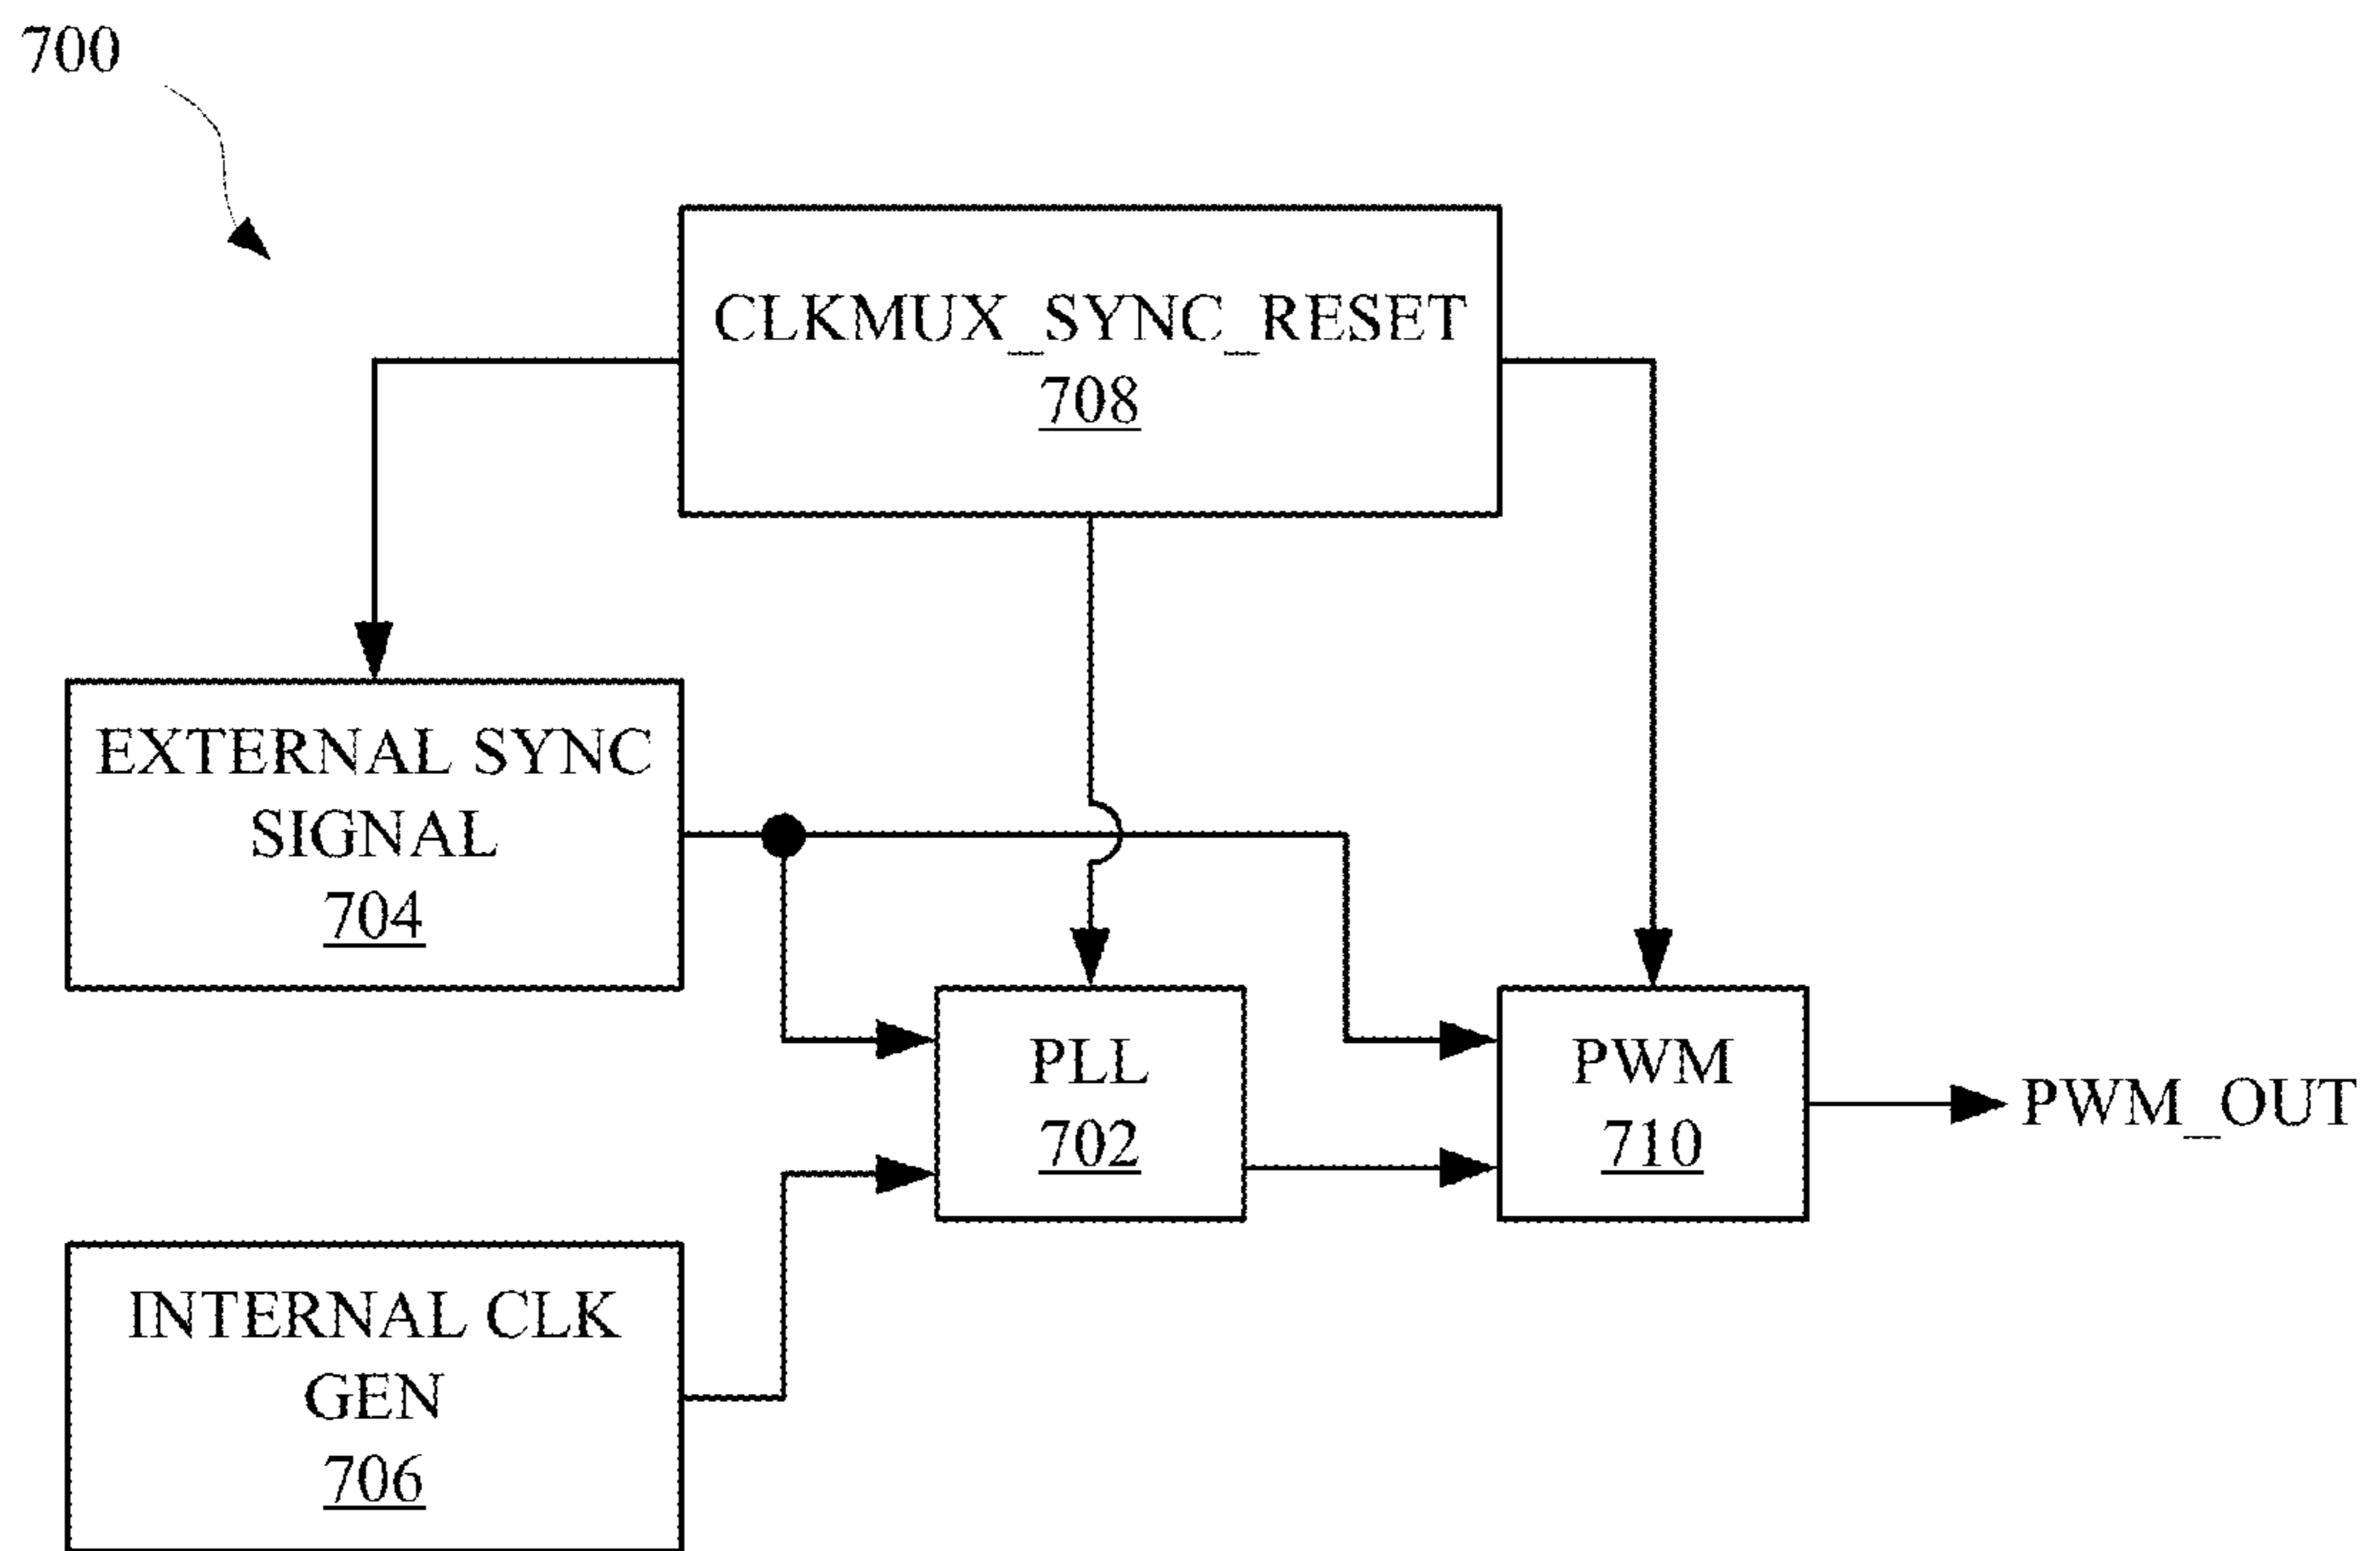 700
CLKMUX_SYNC_RESET
708
EXTERNAL SYNC
SIGNAL
704
PLL
702
PWM
710
PWM_OUT
INTERNAL CLK
GEN
706